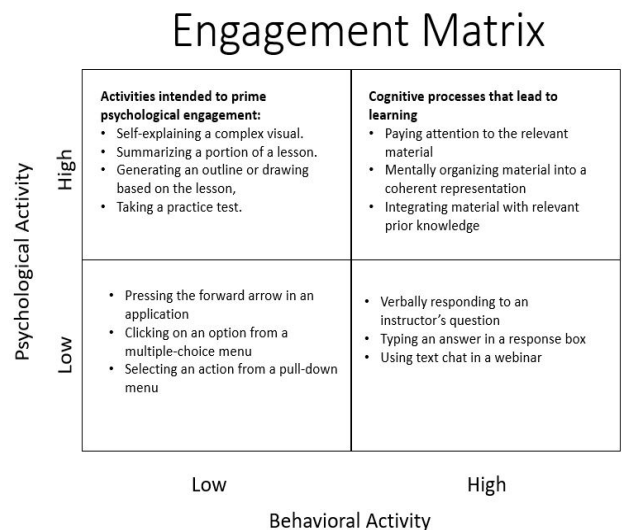 Engagement Matrix
Psychological Activity
High
Activities intended to prime
psychological engagement:
• Self-explaining a complex visual.
• Summarizing a portion of a lesson.
• Generating an outline or drawing
based on the lesson,
• Taking a practice test.
Cognitive processes that lead to
learning
• Paying attention to the relevant
material
• Mentally organizing material into a
coherent representation
• Integrating material with relevant
prior knowledge
Low
• Pressing the forward arrow in an
application
• Clicking on an option from a
multiple-choice menu
• Selecting an action from a pull-down
menu
• Verbally responding to an
instructor's question
• Typing an answer in a response box
• Using text chat in a webinar
Low
High
Behavioral Activity